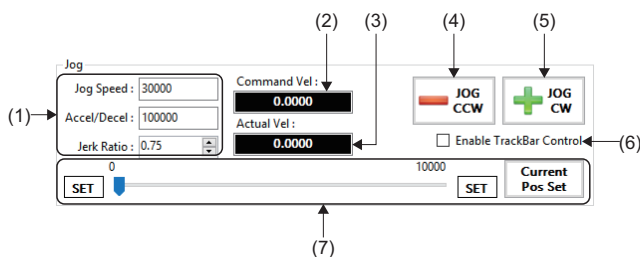 (2)
(3)
(4)
(5)
Jog
Jog Speed : 30000
Command Vel :
0.0000
JOG
CCW
JOG
CW
(1)
Accel/Decel : 100000
Actual Vel :
0.0000
Jerk Ratio : 0.75
Enable TrackBar Control
(6)
0
10000
SET
SET
Current
Pos Set
(7)